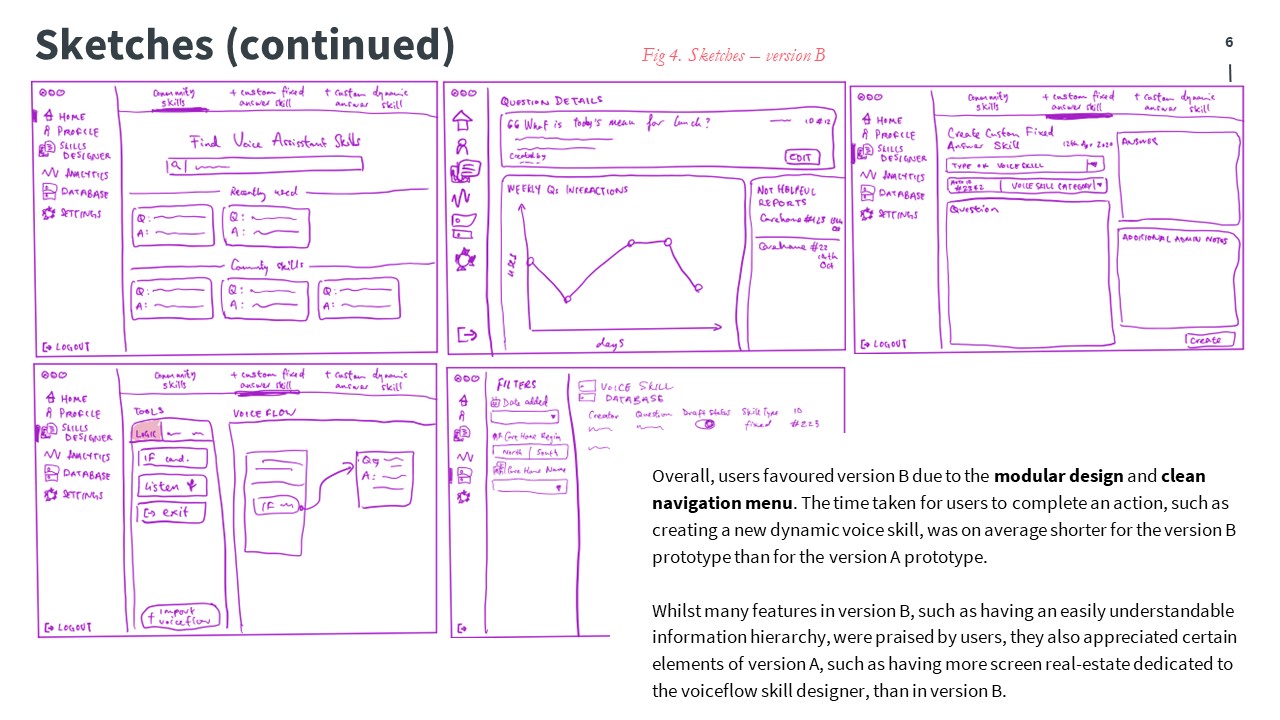 Sketches (continued)
Fig 4. Sketches – version B
6
Community skills
+ custom fixed answer skill
+ custom dynamic answer skill
HOME
PROFILE
SKILLS DESIGNER
ANALYTICS
DATABASE
SETTINGS
LOGOUT
Find Voice Assistant Skills
Recently used
Q:
A:
Q:
A:
Community skills
Q:
A:
Q:
A:
Q:
A:
QUESTION DETAILS
66 What is today's menu for lunch?
ID #12
Created by
EDIT
WEEKLY Qs INTERACTIONS
USES
days
NOT HELPFUL REPORTS
Carehome #123
Oct
Carehome #22
Oct
Community skills
+ custom fixed answer skill
+ custom dynamic answer skill
HOME
PROFILE
SKILLS DESIGNER
ANALYTICS
DATABASE
SETTINGS
LOGOUT
Create Custom Fixed
Answer Skill
12th Apr 2020
TYPE OF VOICE SKILL
AUTO ID
#2362
VOICE SKILL CATEGORY
Question
ANSWER
ADDITIONAL ADMIN NOTES
Create
Community skills
+ custom fixed answer skill
+ custom dynamic answer skill
HOME
PROFILE
SKILLS DESIGNER
ANALYTICS
DATABASE
SETTINGS
LOGOUT
TOOLS
LOGIC
IF cond.
Listen
exit
+ import voiceflow
VOICE FLOW
IF
Q:
A:
FILTERS
Date added
Care Home Region
North
South
Care Home Name
VOICE SKILL
DATABASE
Creator
Question
Draft status
Skill Type
ID
fixed
#223
Overall, users favoured version B due to the modular design and clean
navigation menu. The time taken for users to complete an action, such as
creating a new dynamic voice skill, was on average shorter for the version B
prototype than for the version A prototype.
Whilst many features in version B, such as having an easily understandable
information hierarchy, were praised by users, they also appreciated certain
elements of version A, such as having more screen real-estate dedicated to
the voiceflow skill designer, than in version B.